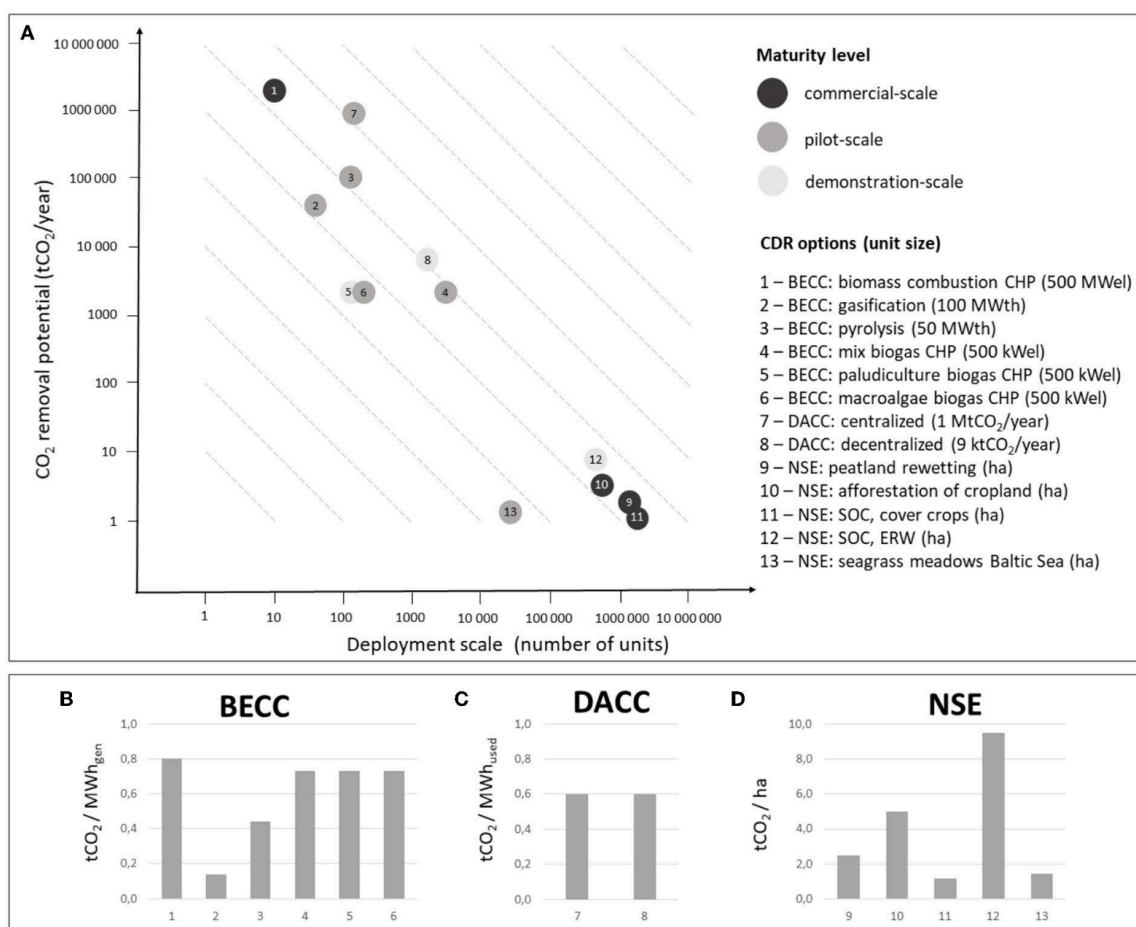 A
10 000 000
1000 000
100 000
10 000
1000
100
10
1
CO₂ removal potential (tCO₂/year)
1
7
3
2
8
5
6
4
12
10
9
11
13
1
10
100
1000
10 000
100 000
1000 000
10 000 000
Deployment scale (number of units)
Maturity level
commercial-scale
pilot-scale
demonstration-scale
CDR options (unit size)
1 – BECC: biomass combustion CHP (500 MWel)
2 – BECC: gasification (100 MWth)
3 – BECC: pyrolysis (50 MWth)
4 – BECC: mix biogas CHP (500 kWel)
5 – BECC: paludiculture biogas CHP (500 kWel)
6 – BECC: macroalgae biogas CHP (500 kWel)
7 – DACC: centralized (1 MtCO₂/year)
8 – DACC: decentralized (9 ktCO₂/year)
9 – NSE: peatland rewetting (ha)
10 – NSE: afforestation of cropland (ha)
11 – NSE: SOC, cover crops (ha)
12 – NSE: SOC, ERW (ha)
13 – NSE: seagrass meadows Baltic Sea (ha)
B
BECC
1,0
0,8
0,6
0,4
0,2
0,0
tCO₂ / MWh_gen
1 2 3 4 5 6
C
DACC
1,0
0,8
0,6
0,4
0,2
0,0
tCO₂ / MWh_used
7 8
D
NSE
10,0
8,0
6,0
4,0
2,0
0,0
tCO₂ / ha
9 10 11 12 13